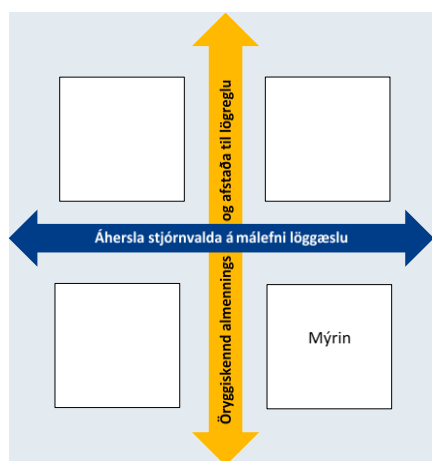 Áhersla stjórnvalda á málefni löggæslu
Öryggiskennd almennings og afstaða til lögreglu
Mýrin